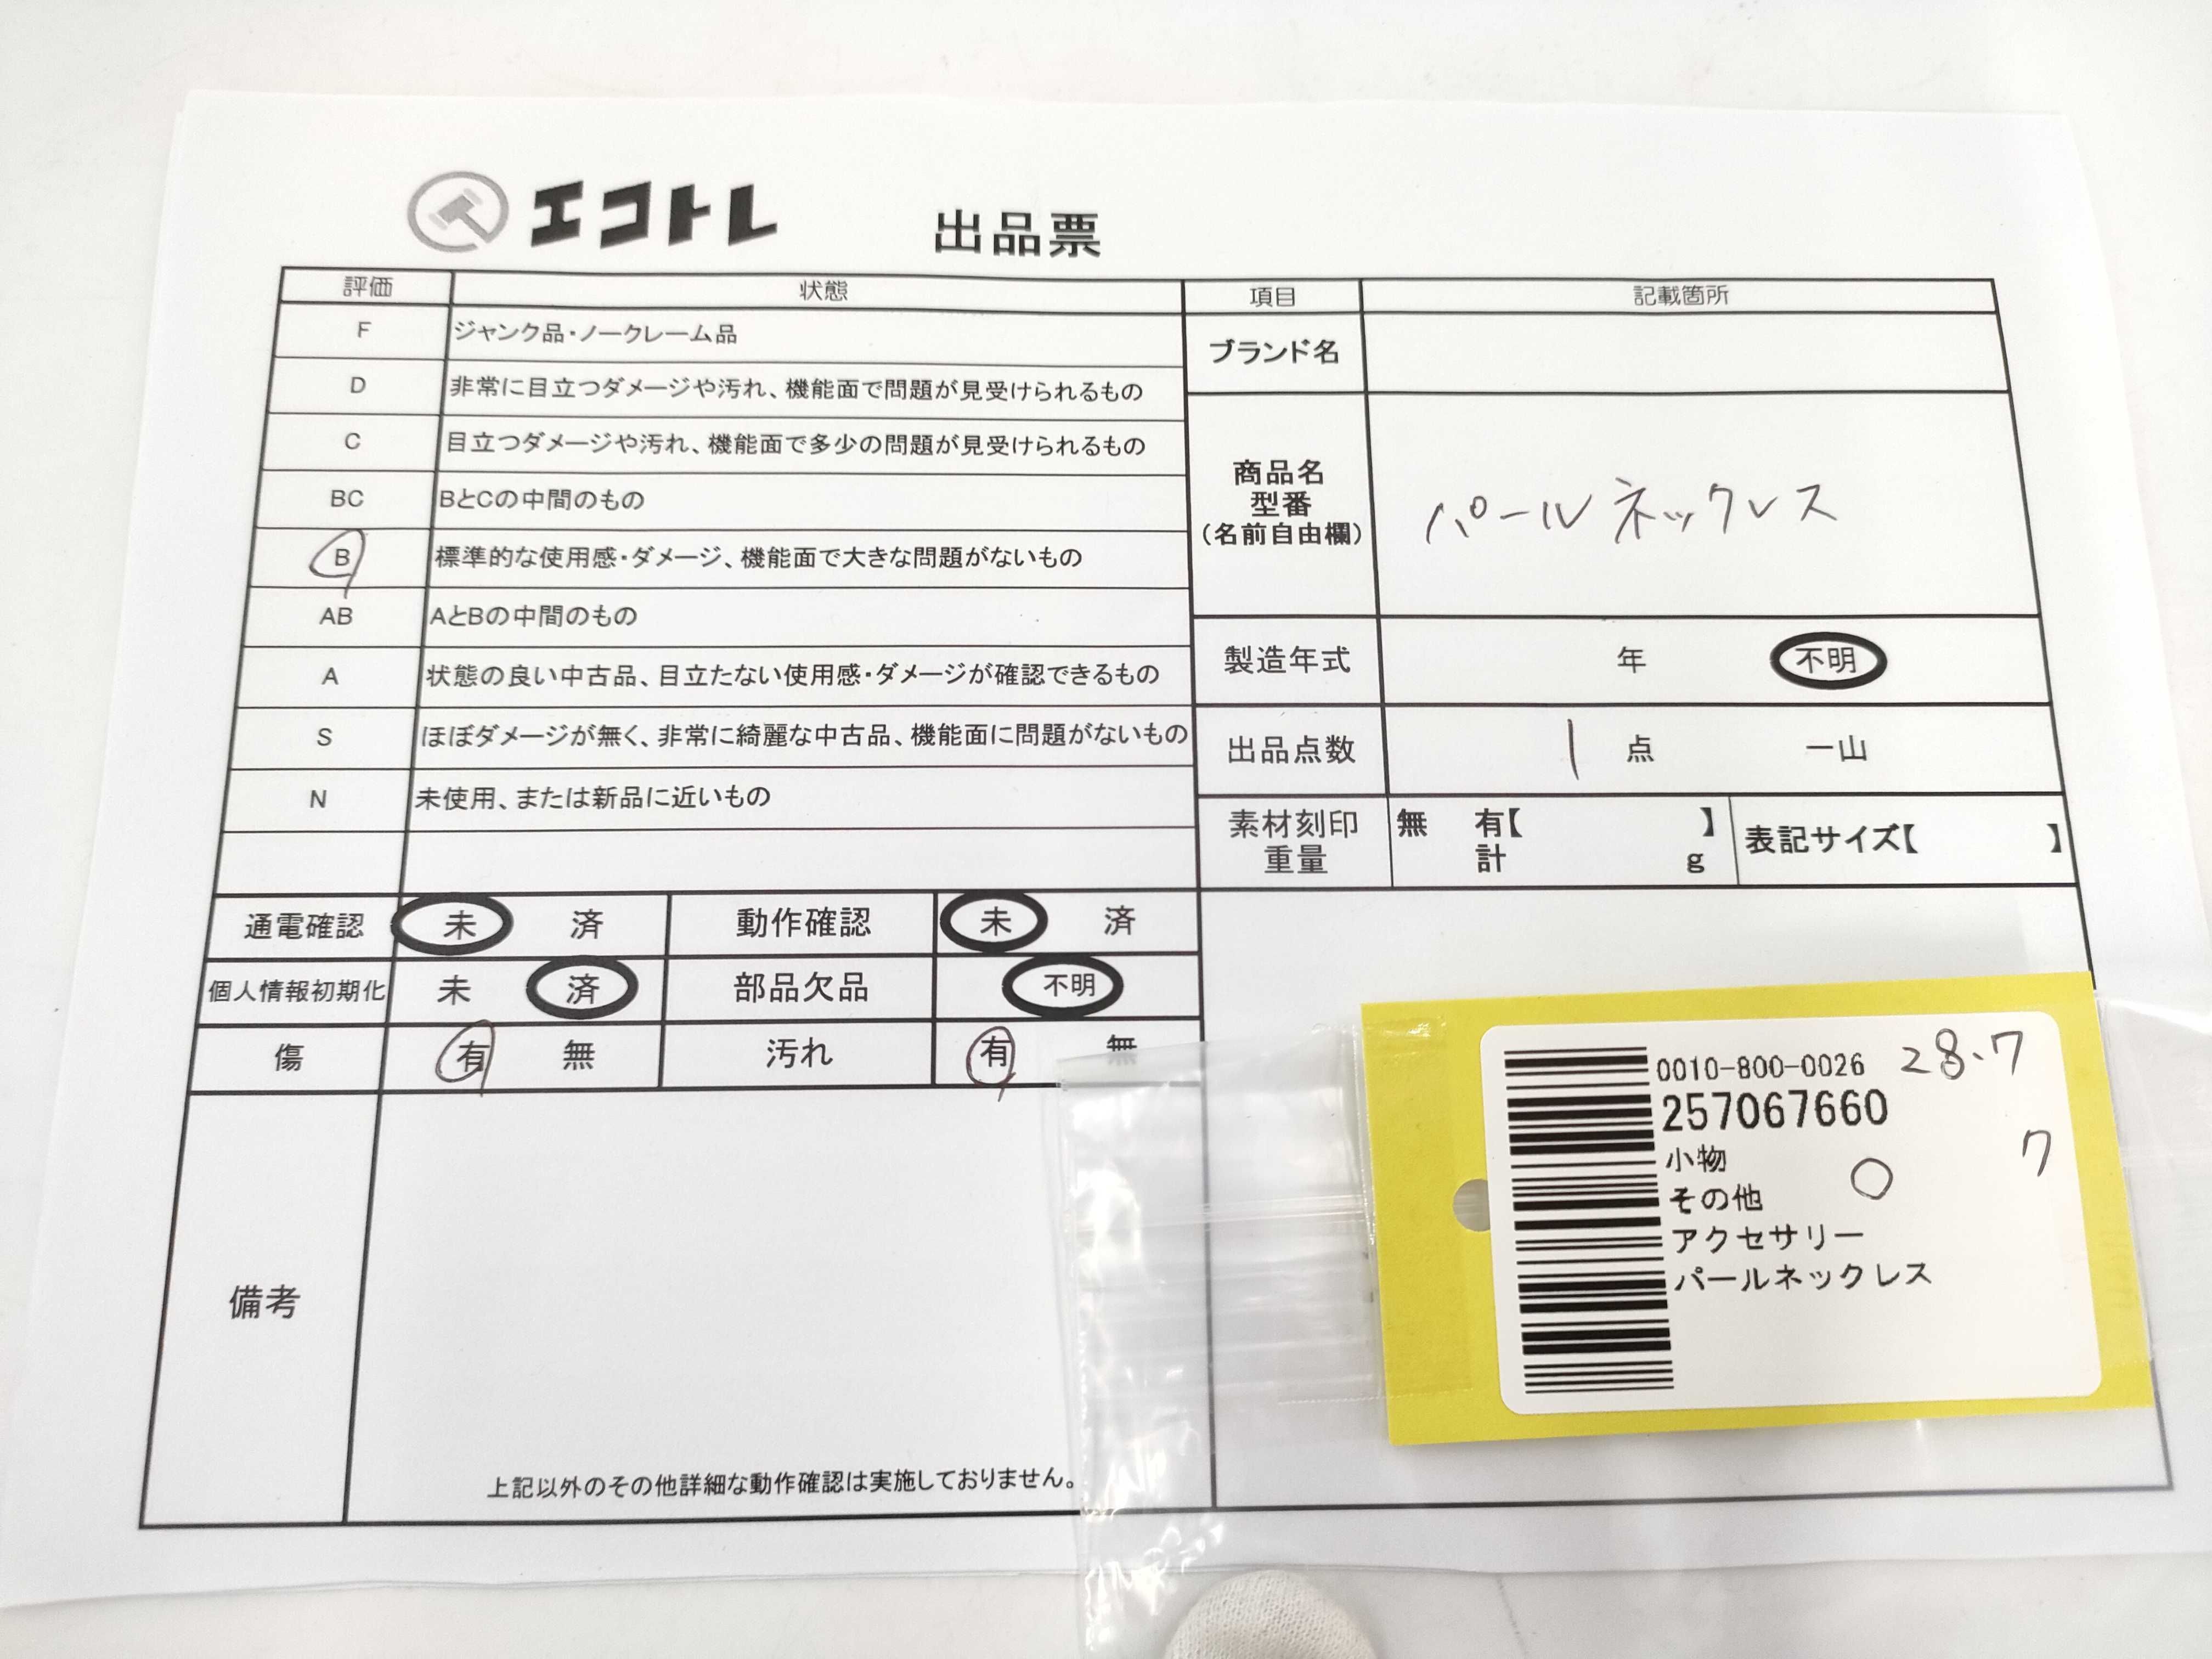 エコトレ 出品票
評価 状態
F ジャンク品・ノークレーム品
D 非常に目立つダメージや汚れ、機能面で問題が見受けられるもの
C 目立つダメージや汚れ、機能面で多少の問題が見受けられるもの
BC BとCの中間のもの
B 標準的な使用感・ダメージ、機能面で大きな問題がないもの
AB AとBの中間のもの
A 状態の良い中古品、目立たない使用感・ダメージが確認できるもの
S ほぼダメージが無く、非常に綺麗な中古品、機能面に問題がないもの
N 未使用、または新品に近いもの
項目 記載箇所
ブランド名
商品名
型番
(名前自由欄)
パールネックレス
製造年式 年 不明
出品点数 1 点 一山
素材刻印 無 有【 】
重量 計 g
表記サイズ【 】
通電確認 未 済 動作確認 未 済
個人情報初期化 未 済 部品欠品 不明
傷 有 無 汚れ 有 無
備考
上記以外のその他詳細な動作確認は実施しておりません。
0010-800-0026 28.7
257067660
小物 ク
その他 ○
アクセサリー
パールネックレス